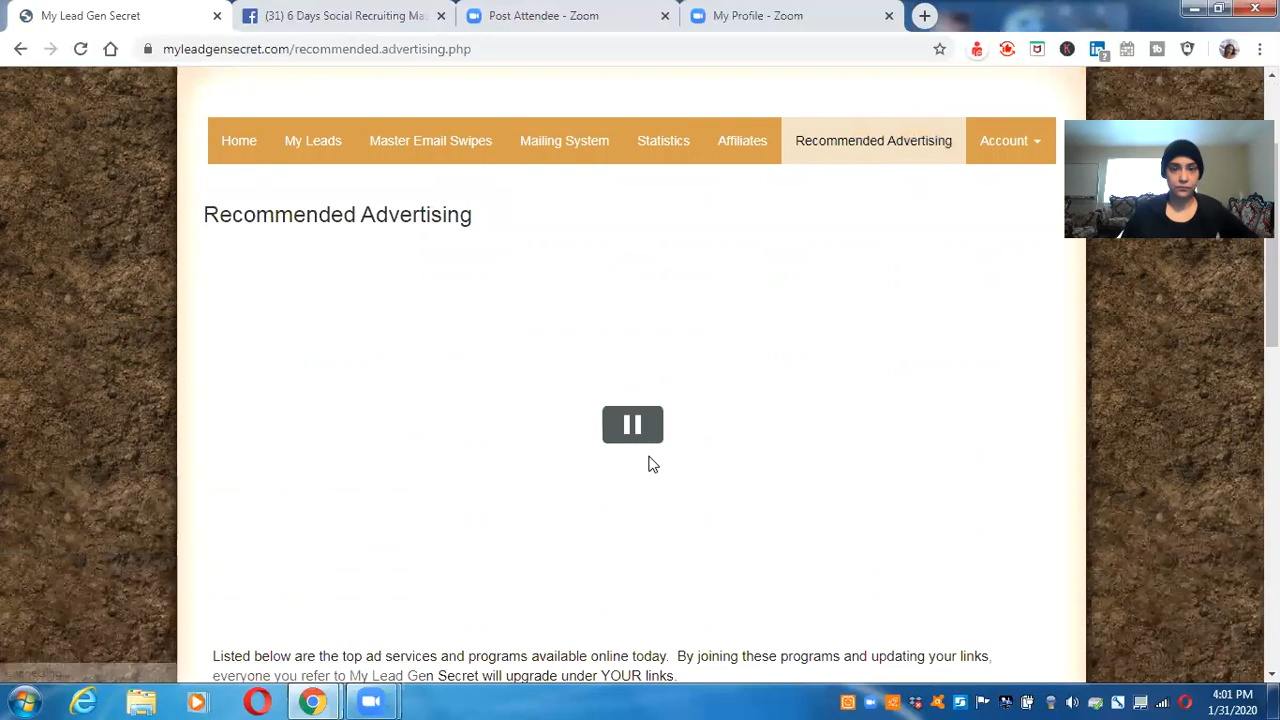 My Lead Gen Secret
(31) 6 Days Social Recruiting Ma
Post Attendee - Zoom
My Profile - Zoom
myleadgensecret.com/recommended.advertising.php
Home
My Leads
Master Email Swipes
Mailing System
Statistics
Affiliates
Recommended Advertising
Account
Recommended Advertising
Listed below are the top ad services and programs available online today. By joining these programs and updating your links,
everyone you refer to My Lead Gen Secret will upgrade under YOUR links.
4:01 PM
1/31/2020